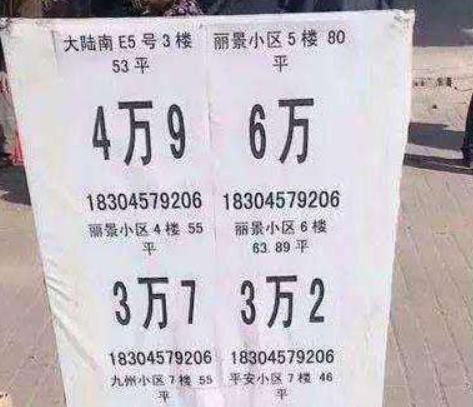 大陆南 E5 号 3 楼
53 平
4万9
18304579206
丽景小区 5 楼 80
平
6万
18304579206
丽景小区 4 楼 55
平
3万7
18304579206
丽景小区 6 楼
63.89 平
3万2
18304579206
九州小区 7 楼 55
平
平安小区 7 楼 46
平